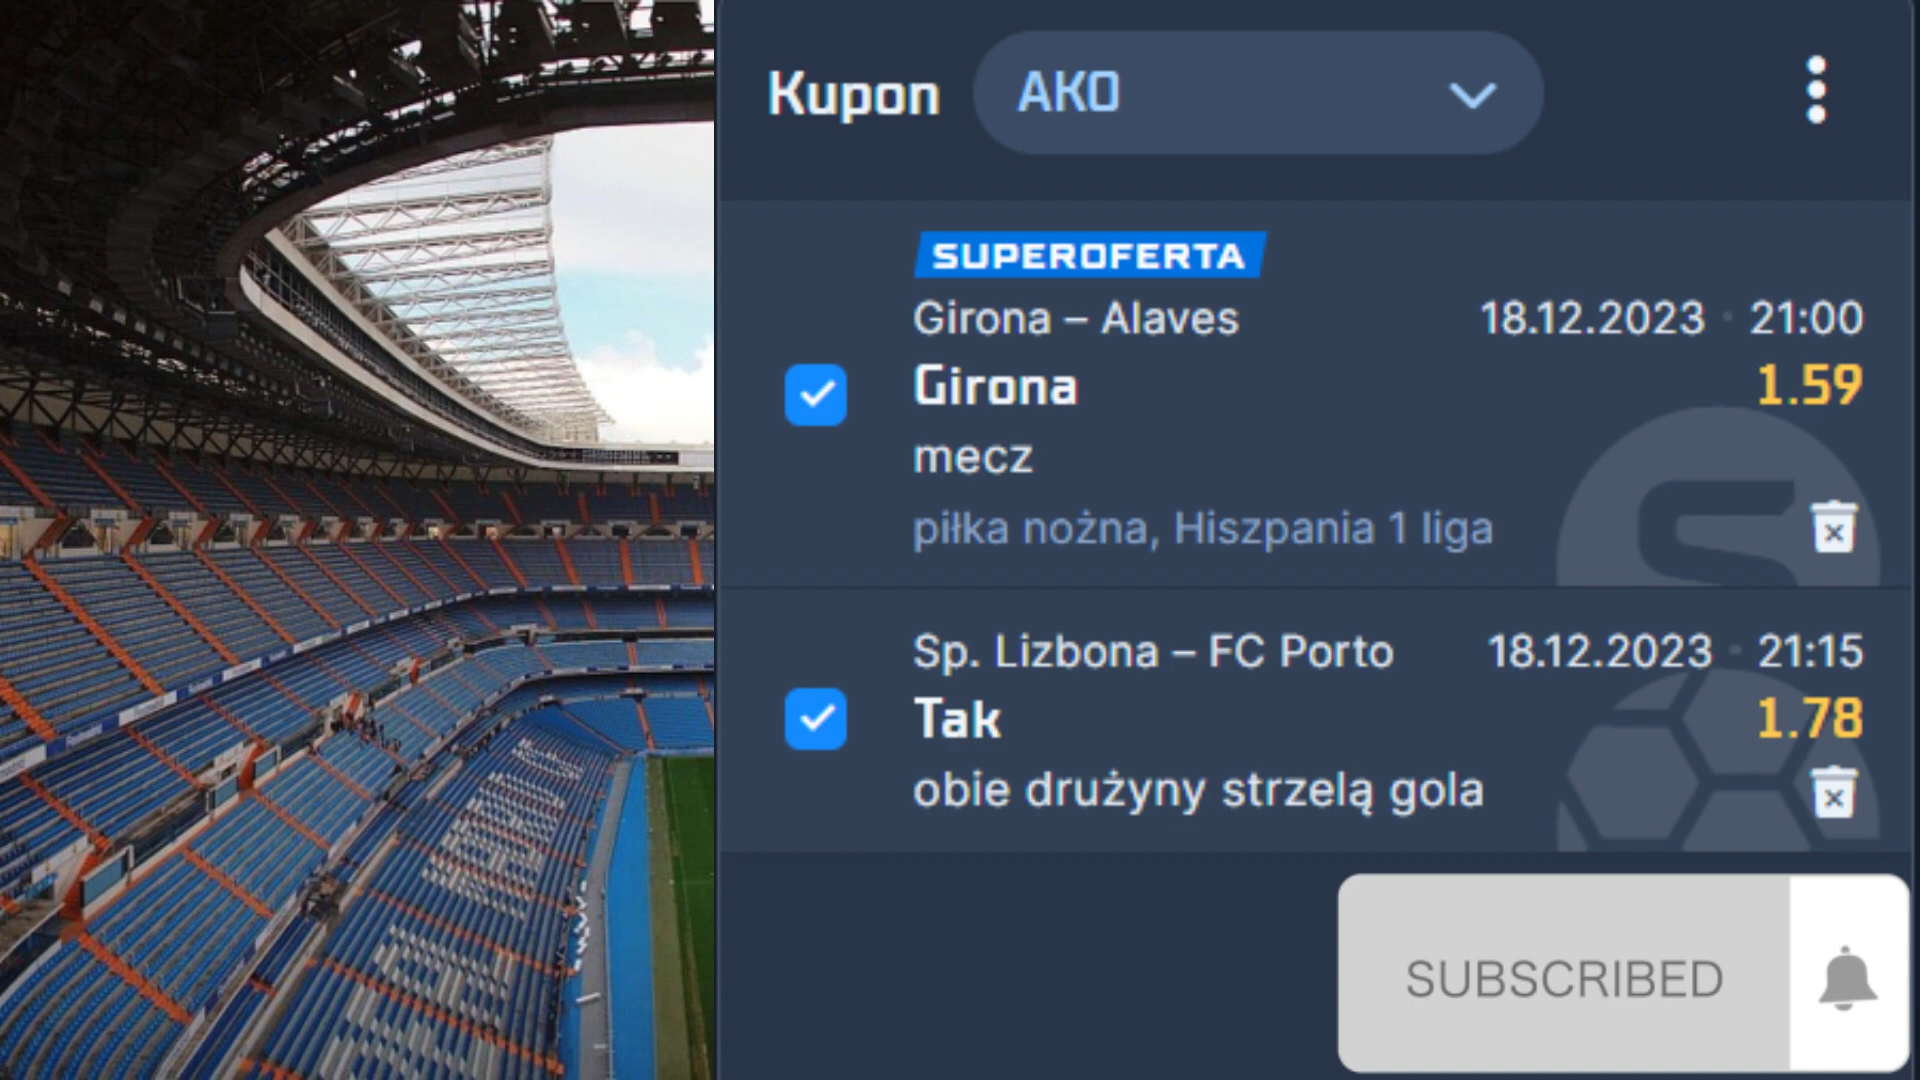 Kupon AKO
SUPEROFERTA
Girona – Alaves 18.12.2023 • 21:00
Girona 1.59
mecz
piłka nożna, Hiszpania 1 liga
Sp. Lizbona – FC Porto 18.12.2023 • 21:15
Tak 1.78
obie drużyny strzelą gola
SUBSCRIBED